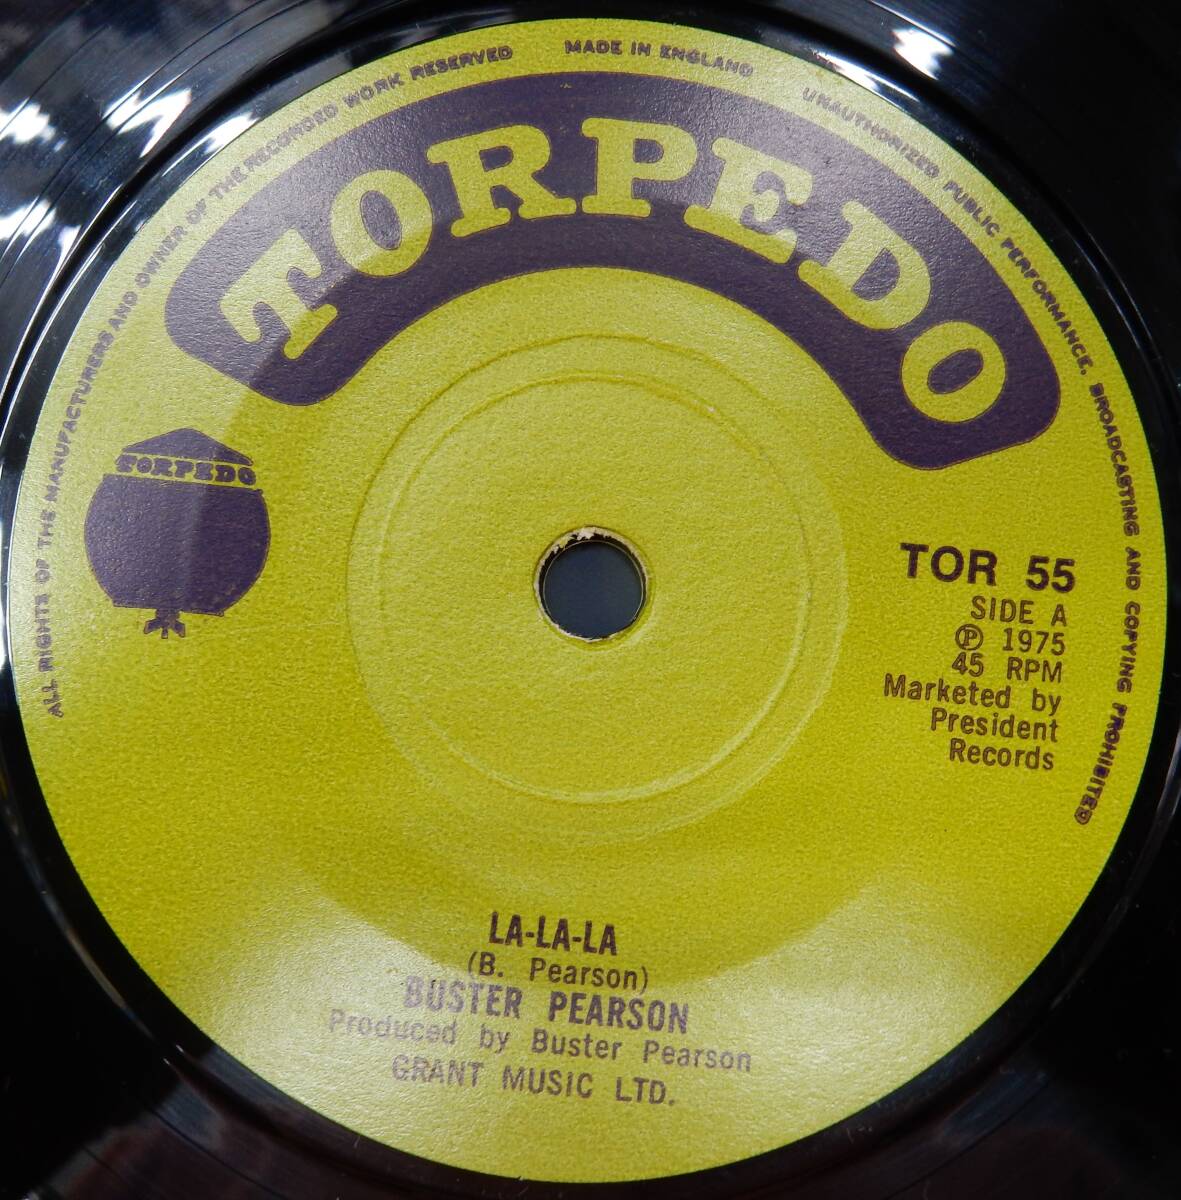 ALL RIGHTS OF THE MANUFACTURERS AND OWNER OF THE RECORDED WORK RESERVED
MADE IN ENGLAND
UNAUTHORIZED PUBLIC PERFORMANCE, BROADCASTING AND COPYING PROHIBITED
TORPEDO
TORPEDO
TOR 55
SIDE A
℗ 1975
45 RPM
Marketed by
President
Records
LA-LA-LA
(B. Pearson)
BUSTER PEARSON
Produced by Buster Pearson
GRANT MUSIC LTD.